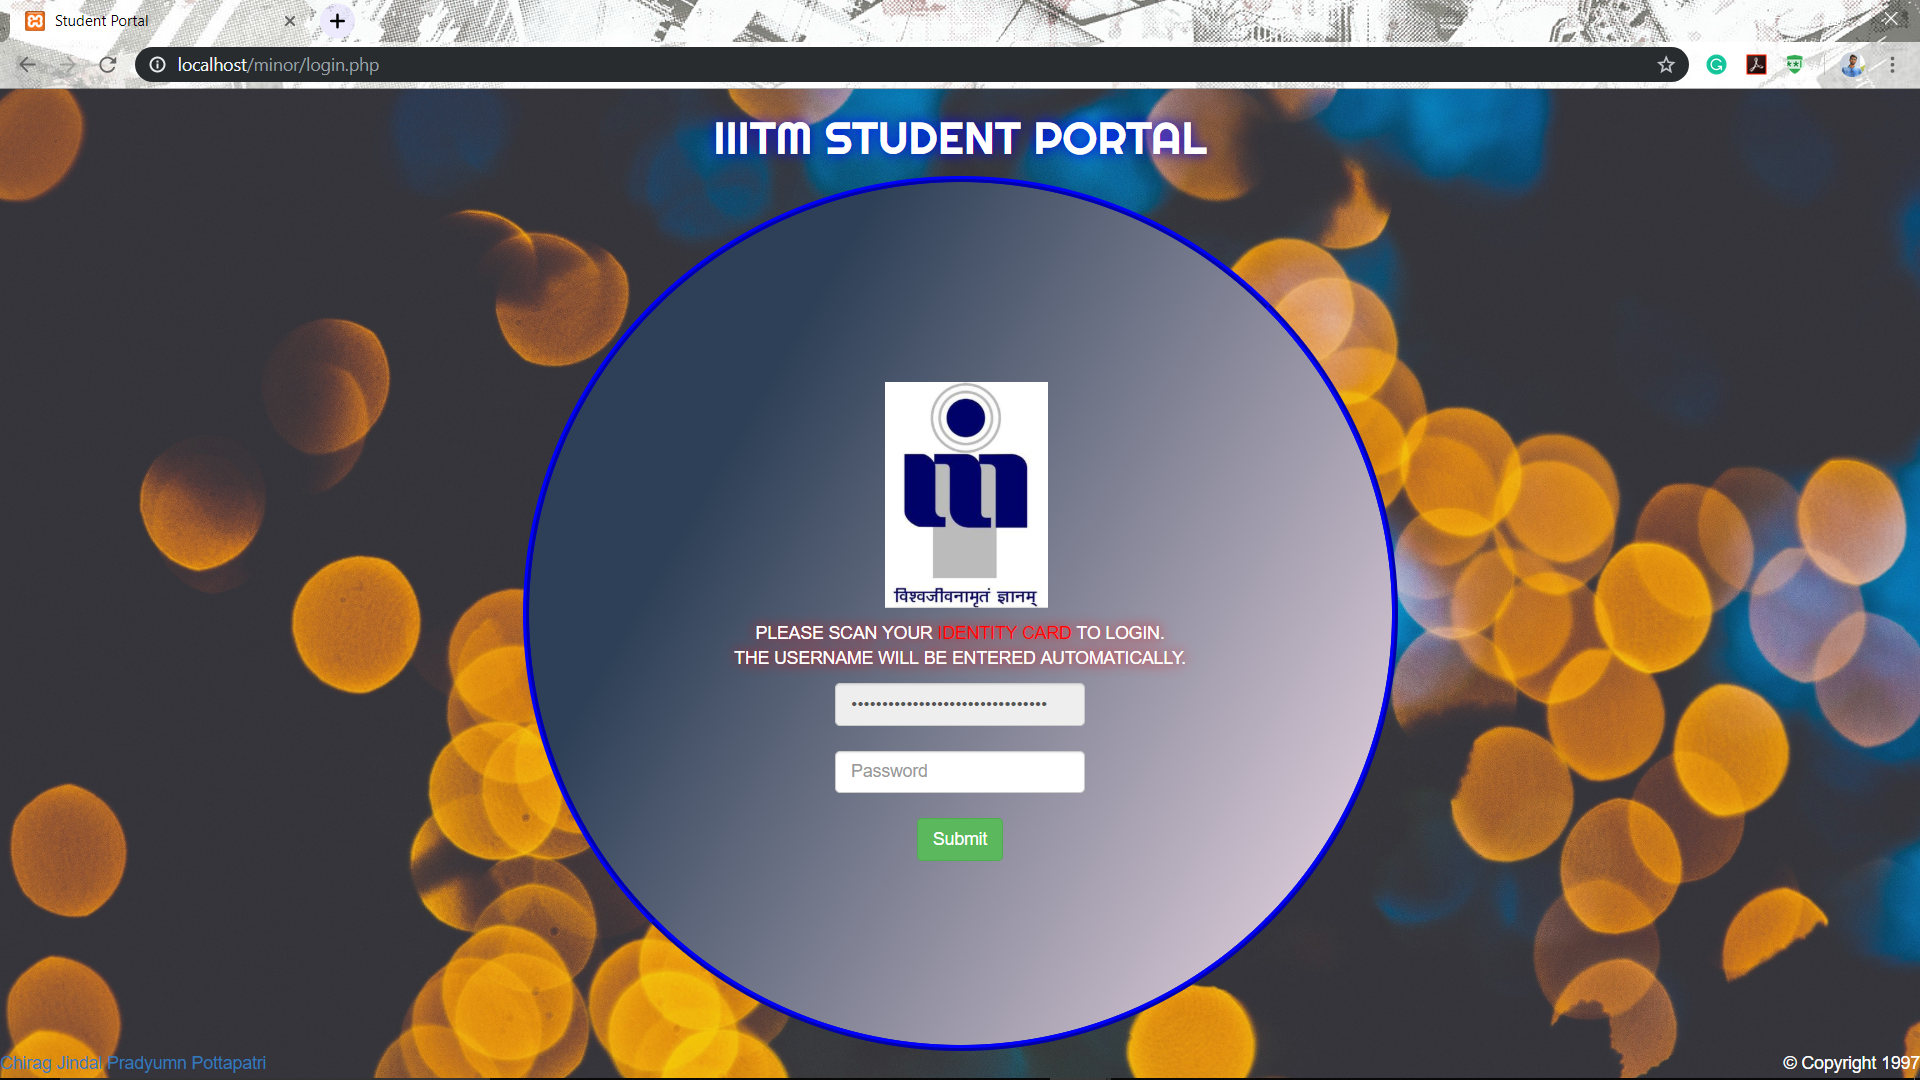 Student Portal
localhost/minor/login.php
IIITM STUDENT PORTAL
विश्वजीवनामृतं ज्ञानम्
PLEASE SCAN YOUR IDENTITY CARD TO LOGIN.
THE USERNAME WILL BE ENTERED AUTOMATICALLY.
••••••••••••••••••••••••••••••••
Password
Submit
Chirag Jindal Pradyumn Pottapatri
© Copyright 1997